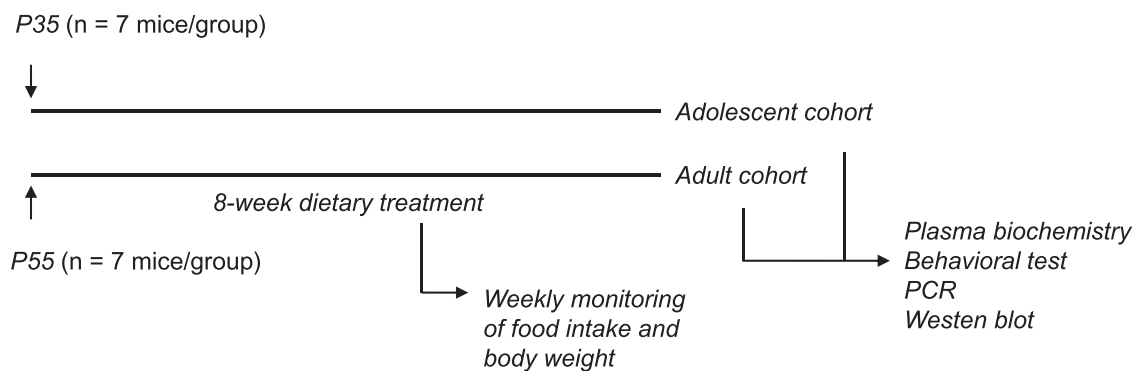 P35 (n = 7 mice/group)
Adolescent cohort
Adult cohort
8-week dietary treatment
P55 (n = 7 mice/group)
Weekly monitoring
of food intake and
body weight
Plasma biochemistry
Behavioral test
PCR
Westen blot